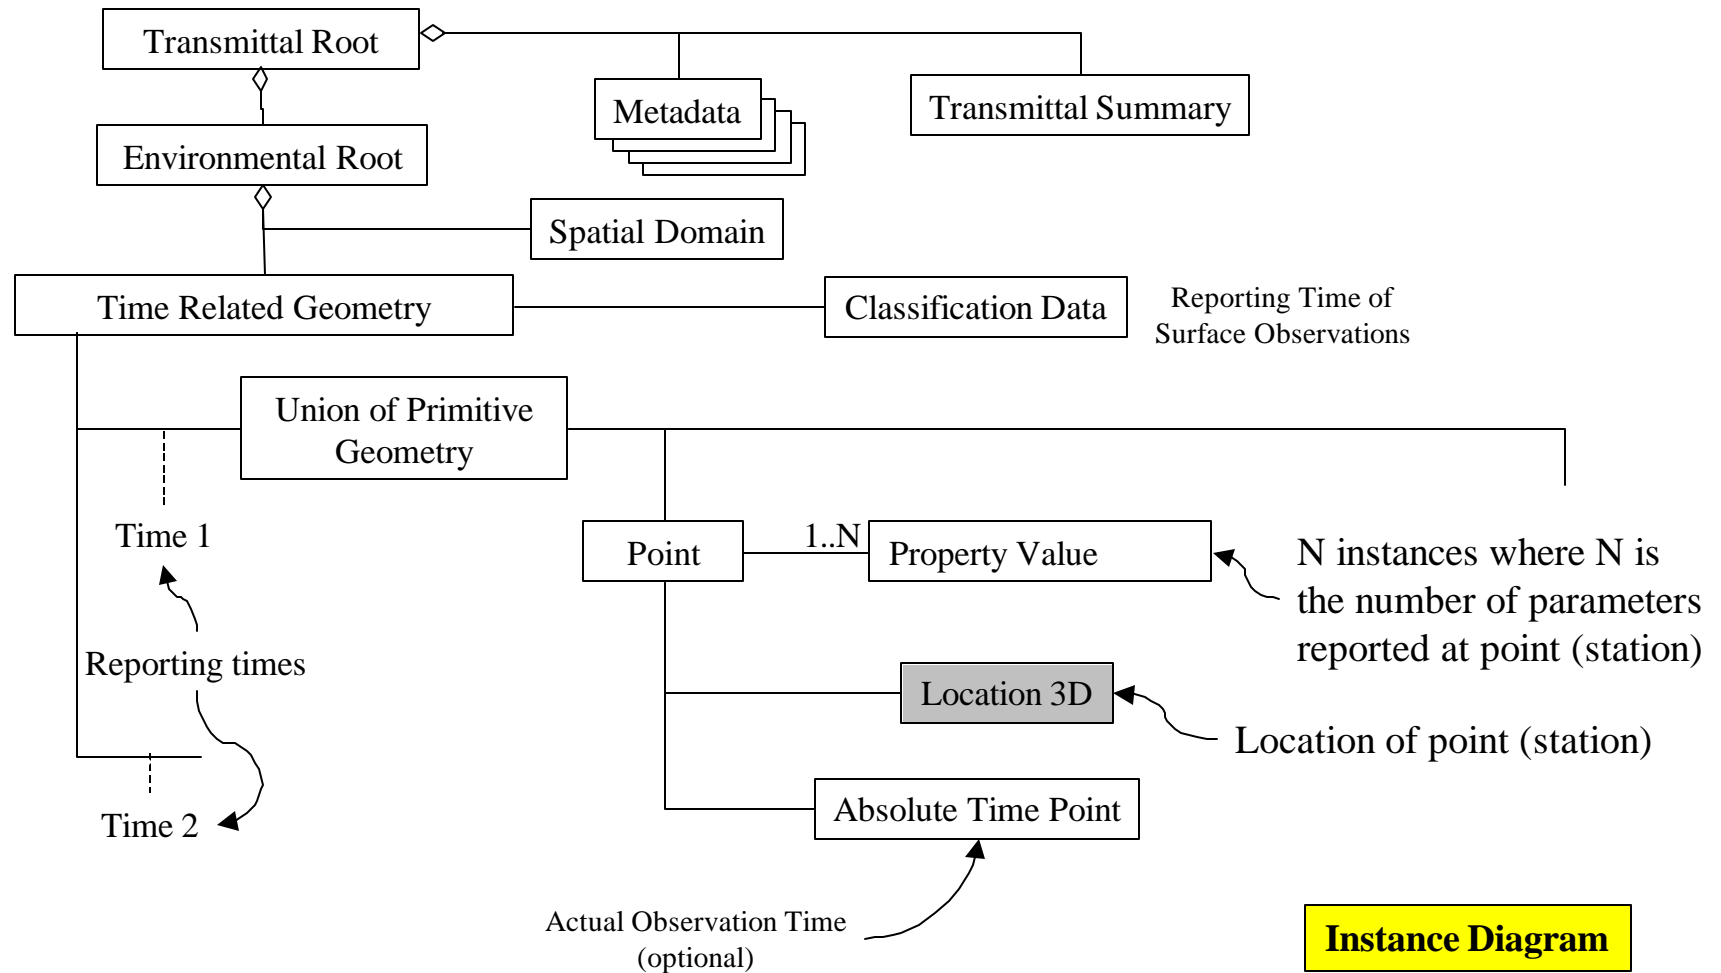 Transmittal Root
Metadata
Transmittal Summary
Environmental Root
Spatial Domain
Time Related Geometry
Classification Data
Reporting Time of
Surface Observations
Union of Primitive
Geometry
Time 1
Point
1..N
Property Value
N instances where N is
the number of parameters
reported at point (station)
Reporting times
Location 3D
Location of point (station)
Time 2
Absolute Time Point
Actual Observation Time
(optional)
Instance Diagram